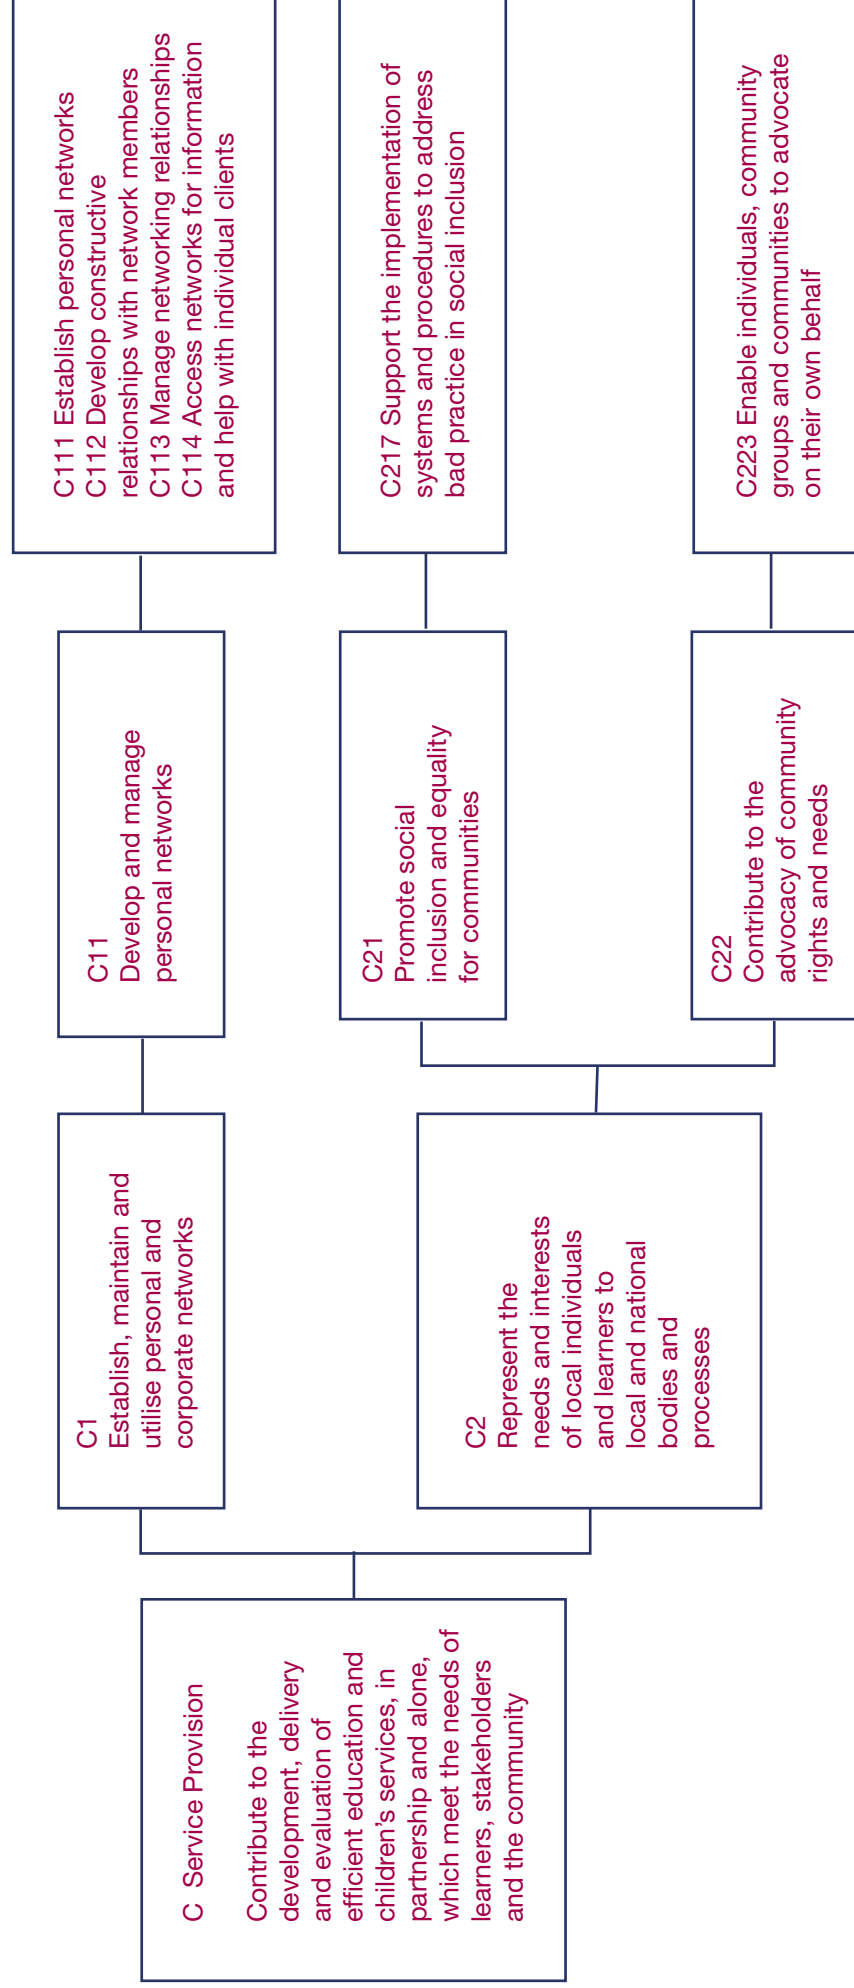 C  Service Provision
Contribute to the
development, delivery
and evaluation of
efficient education and
children's services, in
partnership and alone,
which meet the needs of
learners, stakeholders
and the community
C1
Establish, maintain and
utilise personal and
corporate networks
C2
Represent the
needs and interests
of local individuals
and learners to
local and national
bodies and
processes
C11
Develop and manage
personal networks
C21
Promote social
inclusion and equality
for communities
C22
Contribute to the
advocacy of community
rights and needs
C111 Establish personal networks
C112 Develop constructive
relationships with network members
C113 Manage networking relationships
C114 Access networks for information
and help with individual clients
C217 Support the implementation of
systems and procedures to address
bad practice in social inclusion
C223 Enable individuals, community
groups and communities to advocate
on their own behalf